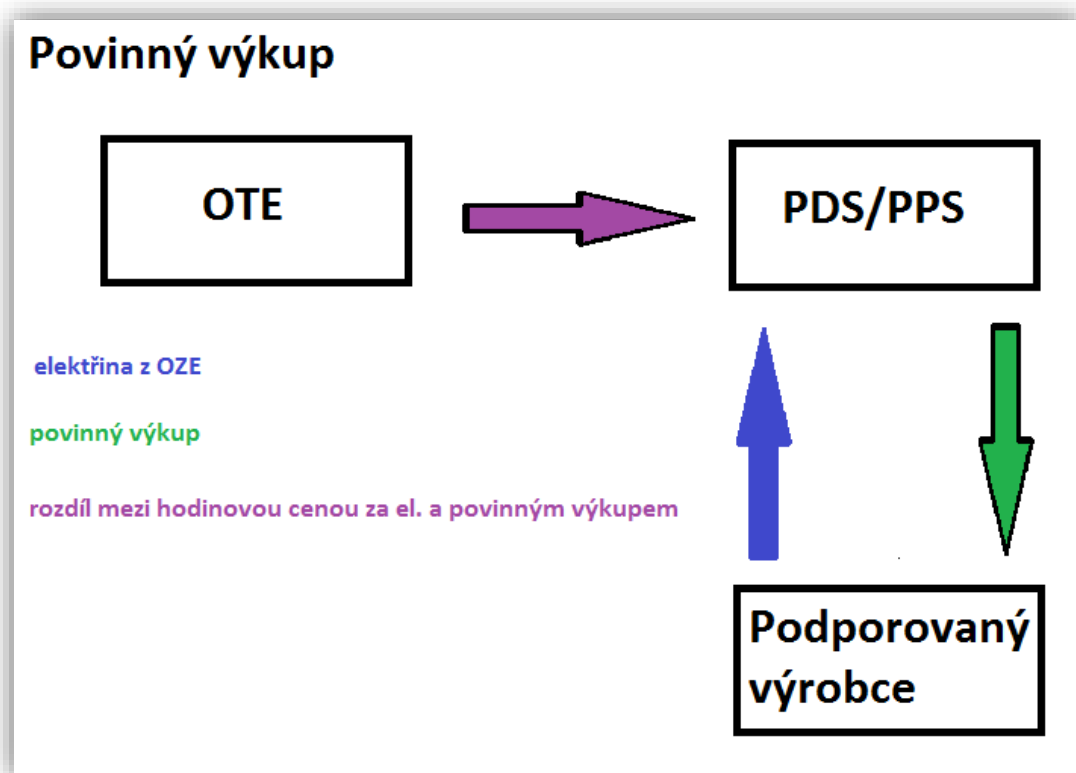 Povinný výkup
OTE
PDS/PPS
elektřina z OZE
povinný výkup
rozdíl mezi hodinovou cenou za el. a povinným výkupem
Podporovaný
výrobce